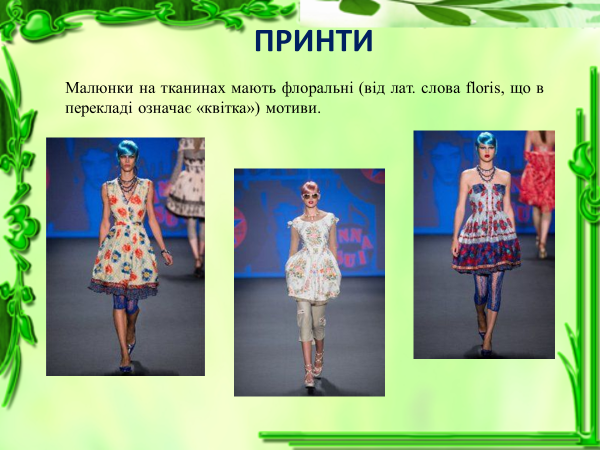 ПРИНТИ
Малюнки на тканинах мають флоральні (від лат. слова floris, що в
перекладі означає «квітка») мотиви.